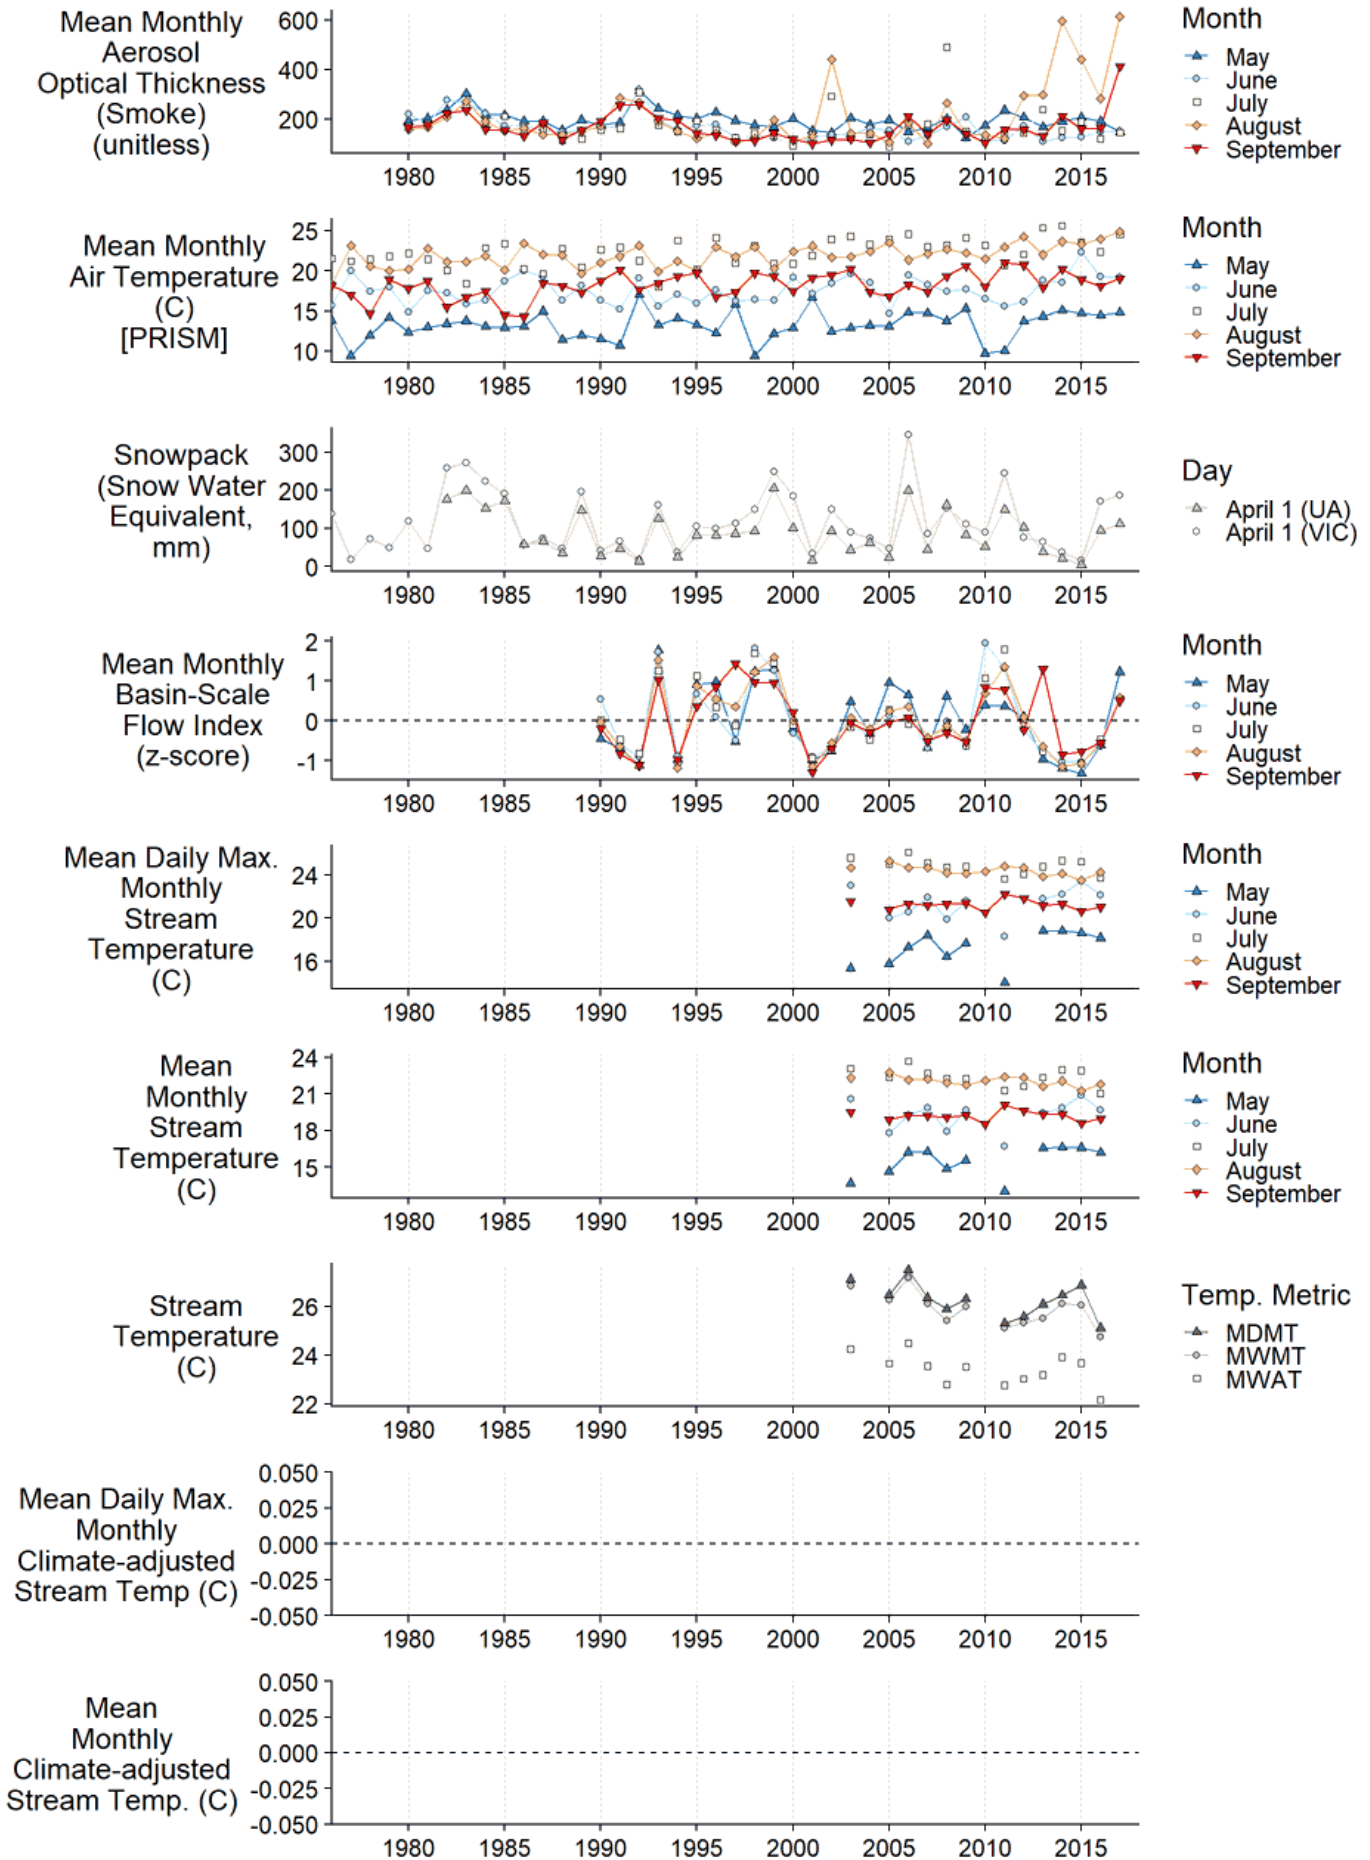 Mean Monthly
Aerosol
Optical Thickness
(Smoke)
(unitless)
600
400
200
1980 1985 1990 1995 2000 2005 2010 2015
Month
May
June
July
August
September
Mean Monthly
Air Temperature
(C)
[PRISM]
25
20
15
10
1980 1985 1990 1995 2000 2005 2010 2015
Month
May
June
July
August
September
Snowpack
(Snow Water
Equivalent,
mm)
300
200
100
0
1980 1985 1990 1995 2000 2005 2010 2015
Day
April 1 (UA)
April 1 (VIC)
Mean Monthly
Basin-Scale
Flow Index
(z-score)
2
1
0
-1
1980 1985 1990 1995 2000 2005 2010 2015
Month
May
June
July
August
September
Mean Daily Max.
Monthly
Stream
Temperature
(C)
24
20
16
1980 1985 1990 1995 2000 2005 2010 2015
Month
May
June
July
August
September
Mean
Monthly
Stream
Temperature
(C)
24
21
18
15
1980 1985 1990 1995 2000 2005 2010 2015
Month
May
June
July
August
September
Stream
Temperature
(C)
26
24
22
1980 1985 1990 1995 2000 2005 2010 2015
Temp. Metric
MDMT
MWMT
MWAT
Mean Daily Max.
Monthly
Climate-adjusted
Stream Temp (C)
0.050
0.025
0.000
-0.025
-0.050
1980 1985 1990 1995 2000 2005 2010 2015
Mean
Monthly
Climate-adjusted
Stream Temp. (C)
0.050
0.025
0.000
-0.025
-0.050
1980 1985 1990 1995 2000 2005 2010 2015